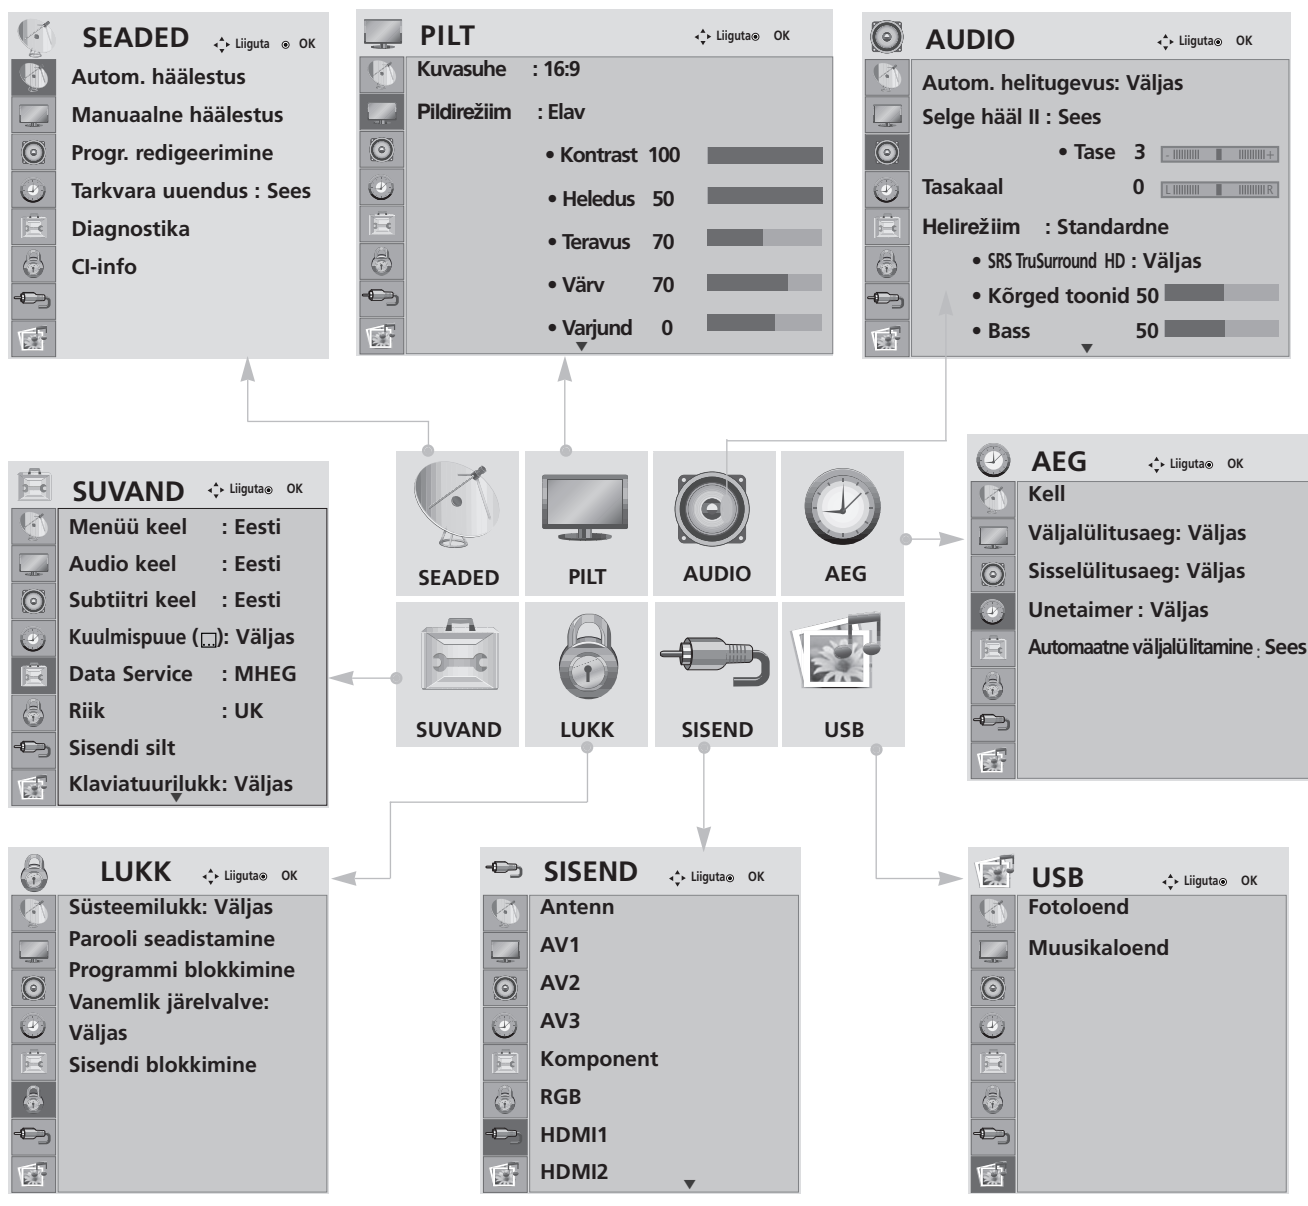 SEADED Liiguta OK
Autom. häälestus
Manuaalne häälestus
Progr. redigeerimine
Tarkvara uuendus : Sees
Diagnostika
CI-info
PILT Liiguta OK
Kuvasuhe : 16:9
Pildirežiim : Elav
• Kontrast 100
• Heledus 50
• Teravus 70
• Värv 70
• Varjund 0
AUDIO Liiguta OK
Autom. helitugevus: Väljas
Selge hääl II : Sees
• Tase 3 - +
Tasakaal 0 L R
Helirežiim : Standardne
• SRS TruSurround HD : Väljas
• Kõrged toonid 50
• Bass 50
SUVAND Liiguta OK
Menüü keel : Eesti
Audio keel : Eesti
Subtiitri keel : Eesti
Kuulmispuue ( ): Väljas
Data Service : MHEG
Riik : UK
Sisendi silt
Klaviatuurilukk: Väljas
SEADED
PILT
AUDIO
AEG
SUVAND
LUKK
SISEND
USB
AEG Liiguta OK
Kell
Väljalülitusaeg: Väljas
Sisselülitusaeg: Väljas
Unetaimer : Väljas
Automaatne väljalülitamine : Sees
LUKK Liiguta OK
Süsteemilukk: Väljas
Parooli seadistamine
Programmi blokkimine
Vanemlik järelvalve:
Väljas
Sisendi blokkimine
SISEND Liiguta OK
Antenn
AV1
AV2
AV3
Komponent
RGB
HDMI1
HDMI2
USB Liiguta OK
Fotoloend
Muusikaloend